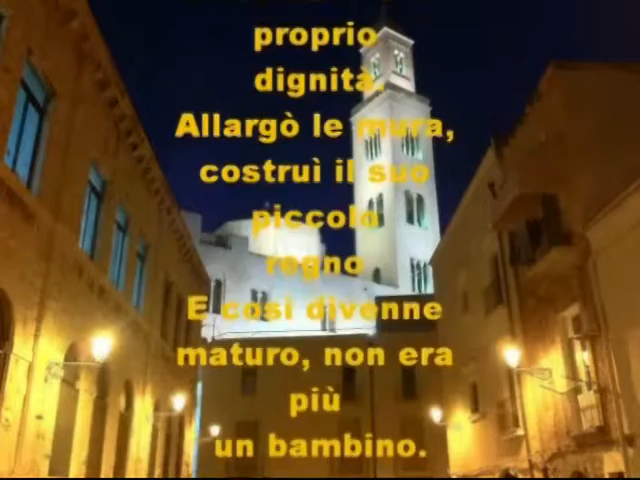 proprio
dignità.
Allargò le mura,
costruì il suo
piccolo
regno
E così divenne
maturo, non era
più
un bambino.